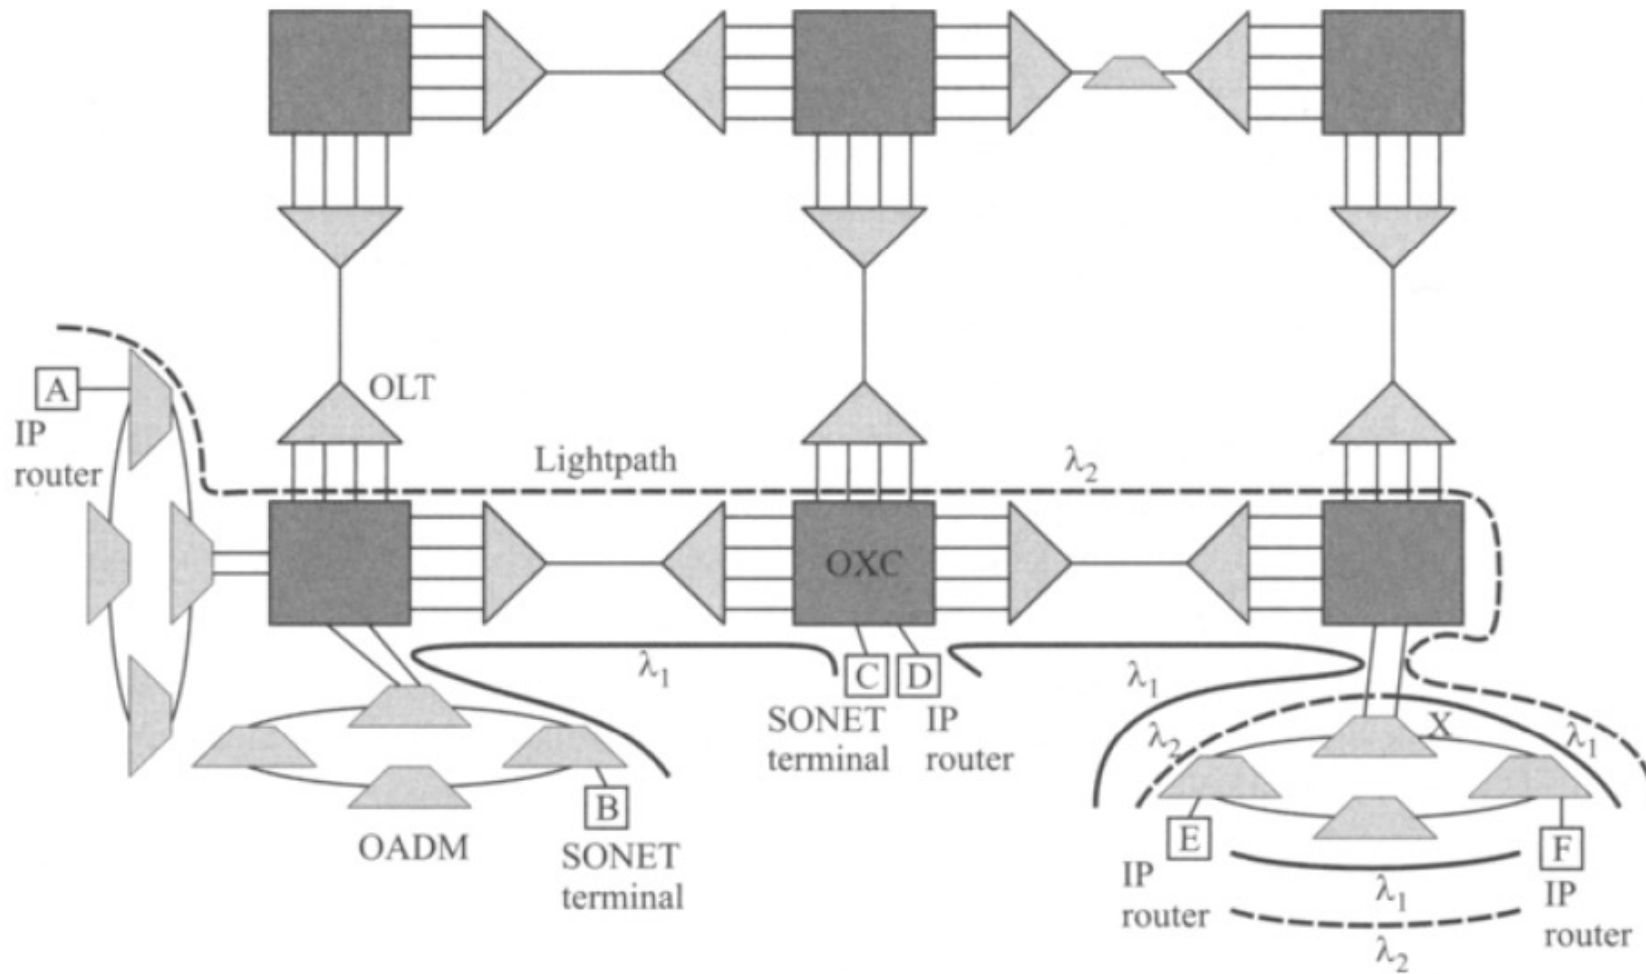 OLT
A
IP
router
Lightpath
λ2
OXC
λ1
C
D
SONET
terminal
IP
router
λ1
λ2
X
λ1
B
OADM
SONET
terminal
E
F
IP
router
λ1
λ2
IP
router